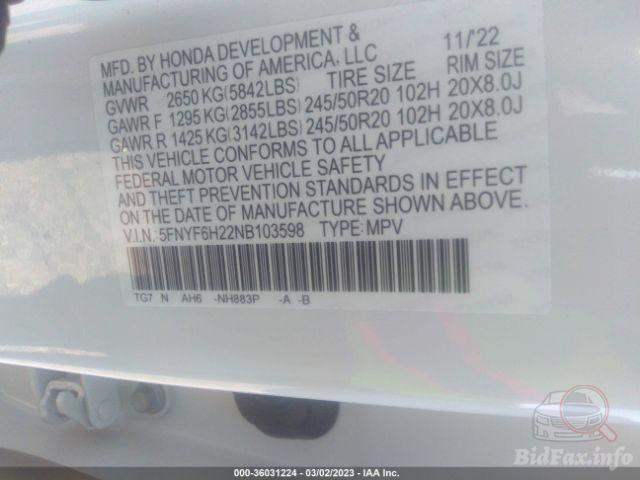 MFD. BY HONDA DEVELOPMENT & 11/'22
MANUFACTURING OF AMERICA, LLC RIM SIZE
GVWR 2650 KG(5842LBS) TIRE SIZE
GAWR F 1295 KG(2855LBS) 245/50R20 102H 20X8.0J
GAWR R 1425 KG(3142LBS) 245/50R20 102H 20X8.0J
THIS VEHICLE CONFORMS TO ALL APPLICABLE
FEDERAL MOTOR VEHICLE SAFETY
AND THEFT PREVENTION STANDARDS IN EFFECT
ON THE DATE OF MANUFACTURE SHOWN ABOVE.
V.I.N.:5FNYF6H22NB103598 TYPE:MPV
TG7 N AH6 -NH883P -A -B
BidFax.info
000-36031224 — 03/02/2023 — IAA Inc.